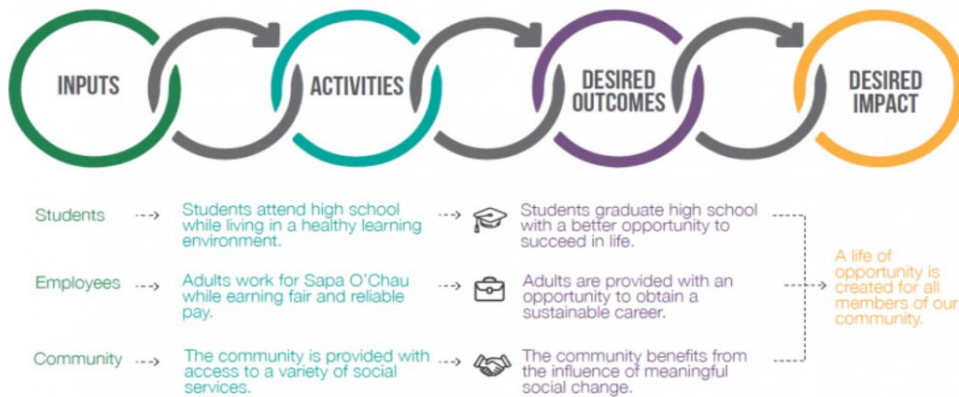 INPUTS
ACTIVITIES
DESIRED
OUTCOMES
DESIRED
IMPACT
Students
Students attend high school
while living in a healthy learning
environment.
Students graduate high school
with a better opportunity to
succeed in life.
Employees
Adults work for Sapa O'Chau
while earning fair and reliable
pay.
Adults are provided with an
opportunity to obtain a
sustainable career.
Community
The community is provided with
access to a variety of social
services.
The community benefits from
the influence of meaningful
social change.
A life of
opportunity is
created for all
members of our
community.